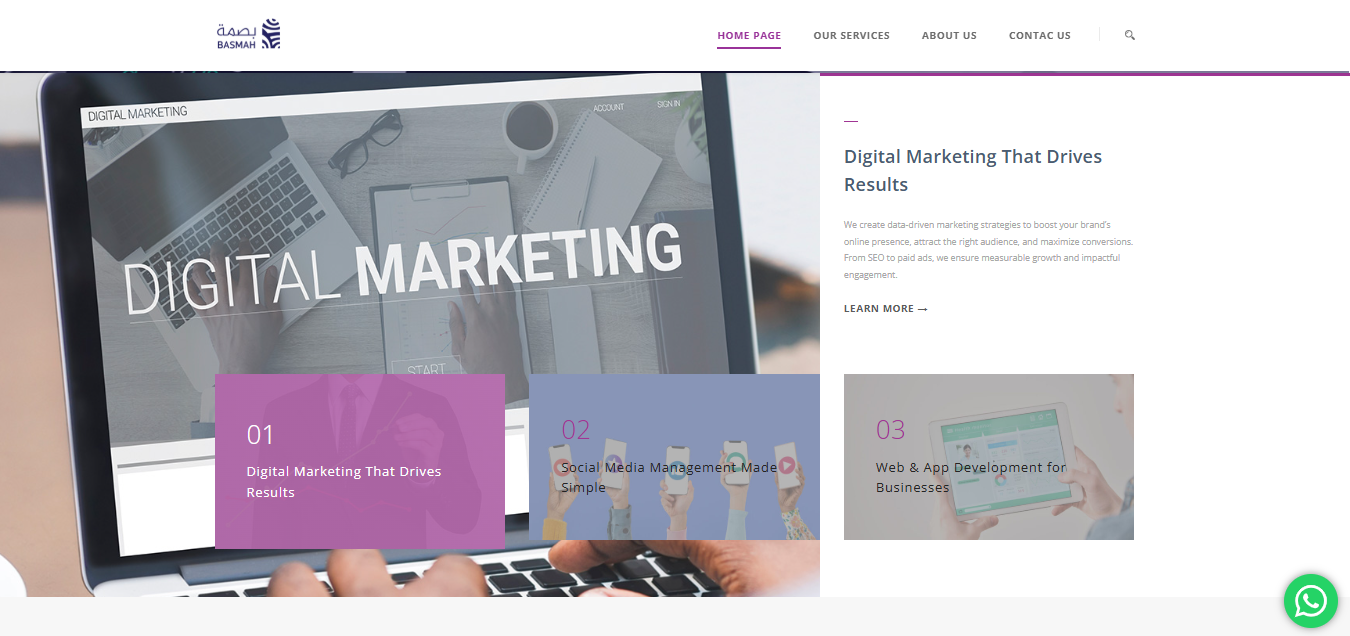 بصمة
BASMAH
HOME PAGE
OUR SERVICES
ABOUT US
CONTAC US
DIGITAL MARKETING
ACCOUNT
SIGN IN
DIGITAL MARKETING
START
Digital Marketing That Drives
Results
We create data-driven marketing strategies to boost your brand's
online presence, attract the right audience, and maximize conversions.
From SEO to paid ads, we ensure measurable growth and impactful
engagement.
LEARN MORE →
01
Digital Marketing That Drives
Results
02
Social Media Management Made
Simple
03
Web & App Development for
Businesses